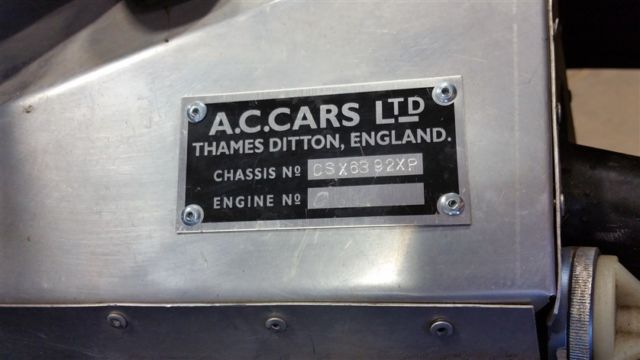 A.C.CARS LTD
THAMES DITTON, ENGLAND.
CHASSIS Nº CSX6392XP
ENGINE Nº